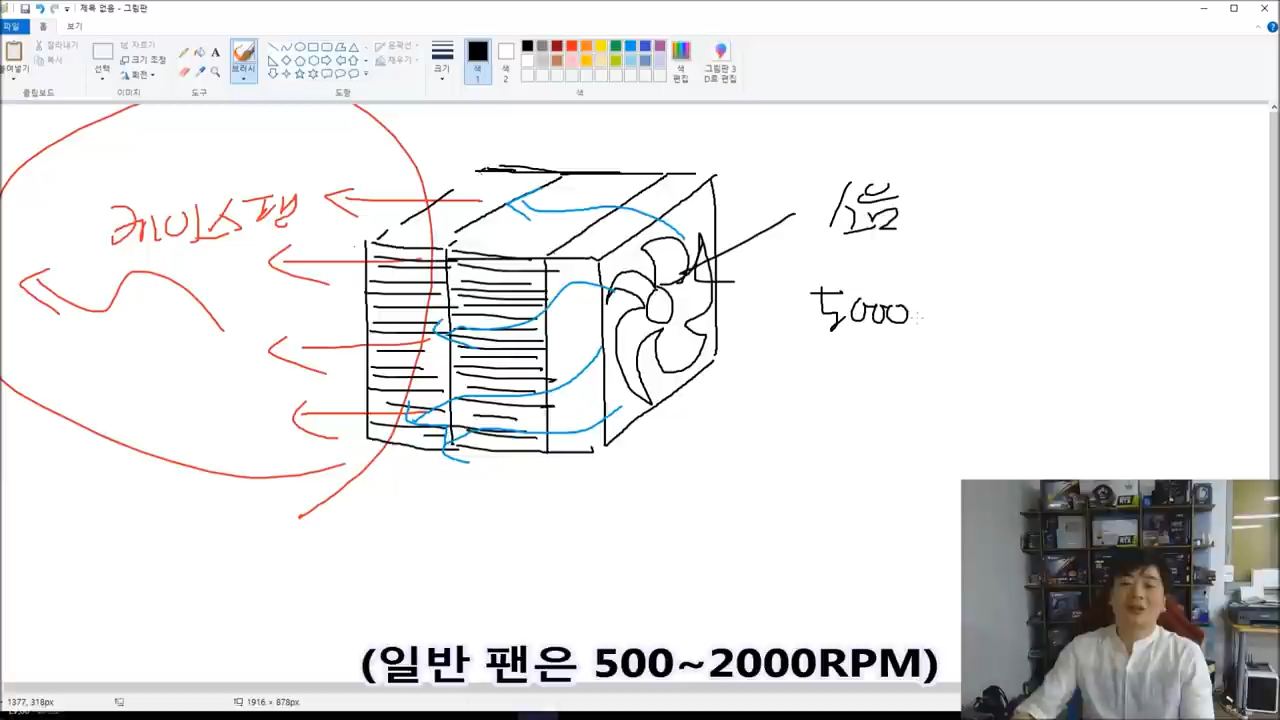 제목 없음 - 그림판
파일 홈 보기
붙여넣기
잘라내기
복사
클립보드
선택
자르기
크기 조정
회전
이미지
A
도구
브러시
윤곽선
채우기
도형
크기
색
1
색
2
색
편집
그림판 3
D로 편집
색
케이스팬
소음
5000
(일반 팬은 500~2000RPM)
1377, 318px
1916 × 878px